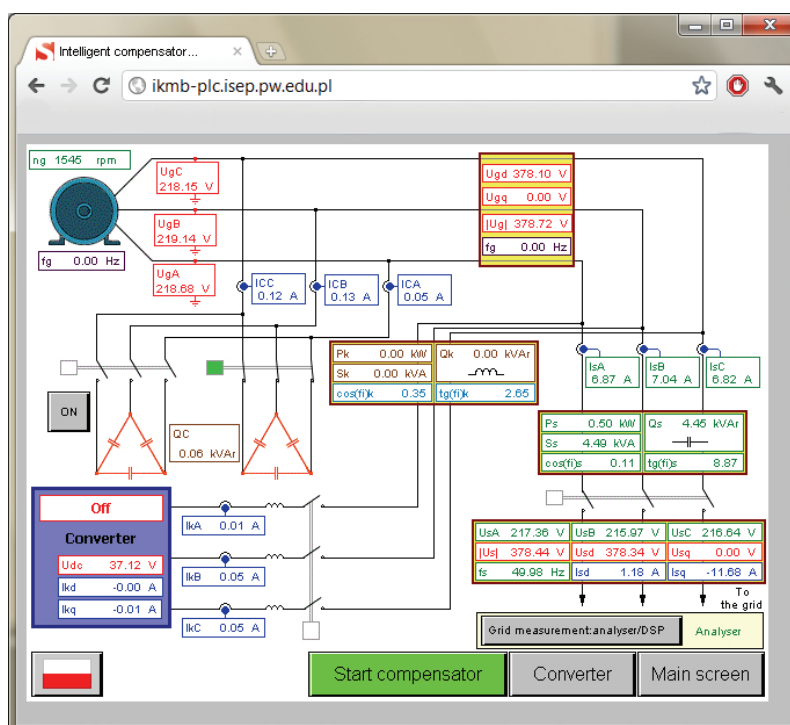 Intelligent compensator...
ikmb-plc.isep.pw.edu.pl
ng 1545 rpm
UgC
218.15 V
UgB
219.14 V
UgA
218.68 V
fg 0.00 Hz
Ugd 378.10 V
Ugq 0.00 V
|Ug| 378.72 V
fg 0.00 Hz
ICC
0.12 A
ICB
0.13 A
ICA
0.05 A
Pk 0.00 kW
Qk 0.00 kVAr
Sk 0.00 kVA
cos(fi)k 0.35
tg(fi)k 2.65
IsA
6.87 A
IsB
7.04 A
IsC
6.82 A
ON
QC
0.06 kVAr
Ps 0.50 kW
Qs 4.45 kVAr
Ss 4.49 kVA
cos(fi)s 0.11
tg(fi)s 8.87
Off
Converter
Udc 37.12 V
Ikd -0.00 A
Ikq -0.01 A
IkA 0.01 A
IkB 0.05 A
IkC 0.05 A
UsA 217.36 V UsB 215.97 V UsC 216.64 V
|Us| 378.44 V Usd 378.34 V Usq 0.00 V
fs 49.98 Hz Isd 1.18 A Isq -11.68 A
To
the grid
Grid measurement:analyser/DSP
Analyser
Start compensator
Converter
Main screen